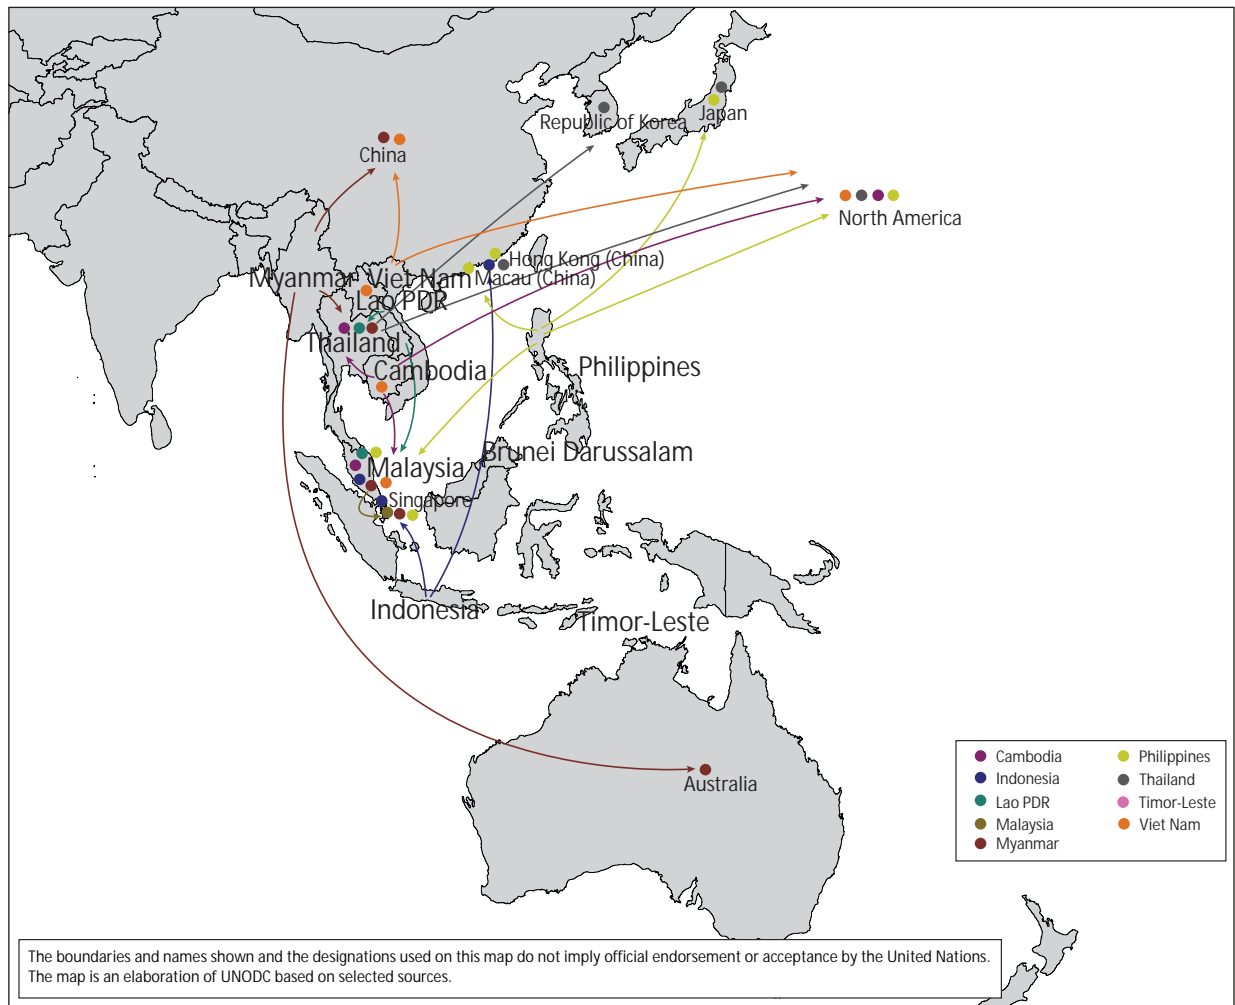 Republic of Korea
Japan
China
North America
Hong Kong (China)
Macau (China)
Myanmar
Viet Nam
Lao PDR
Thailand
Cambodia
Philippines
Brunei Darussalam
Malaysia
Singapore
Indonesia
Timor-Leste
Australia
Cambodia
Indonesia
Lao PDR
Malaysia
Myanmar
Philippines
Thailand
Timor-Leste
Viet Nam
The boundaries and names shown and the designations used on this map do not imply official endorsement or acceptance by the United Nations.
The map is an elaboration of UNODC based on selected sources.